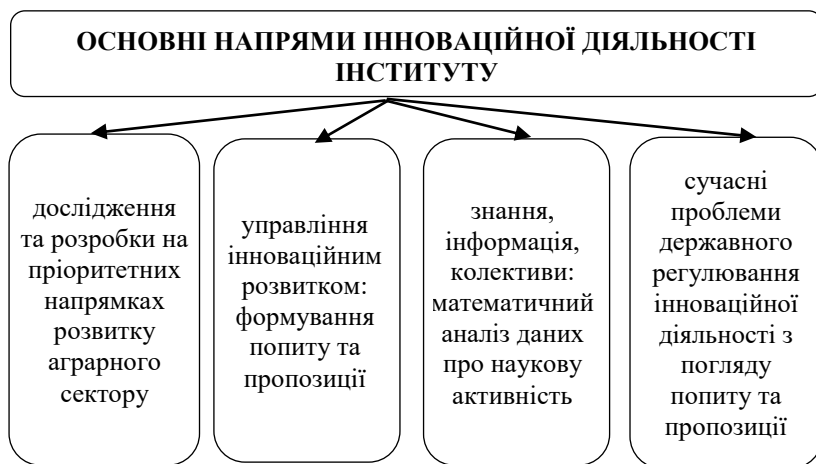 ОСНОВНІ НАПРЯМИ ІННОВАЦІЙНОЇ ДІЯЛЬНОСТІ
ІНСТИТУТУ
дослідження
та розробки на
пріоритетних
напрямках
розвитку
аграрного
сектору
управління
інноваційним
розвитком:
формування
попиту та
пропозиції
знання,
інформація,
колективи:
математичний
аналіз даних
про наукову
активність
сучасні
проблеми
державного
регулювання
інноваційної
діяльності з
погляду
попиту та
пропозиції